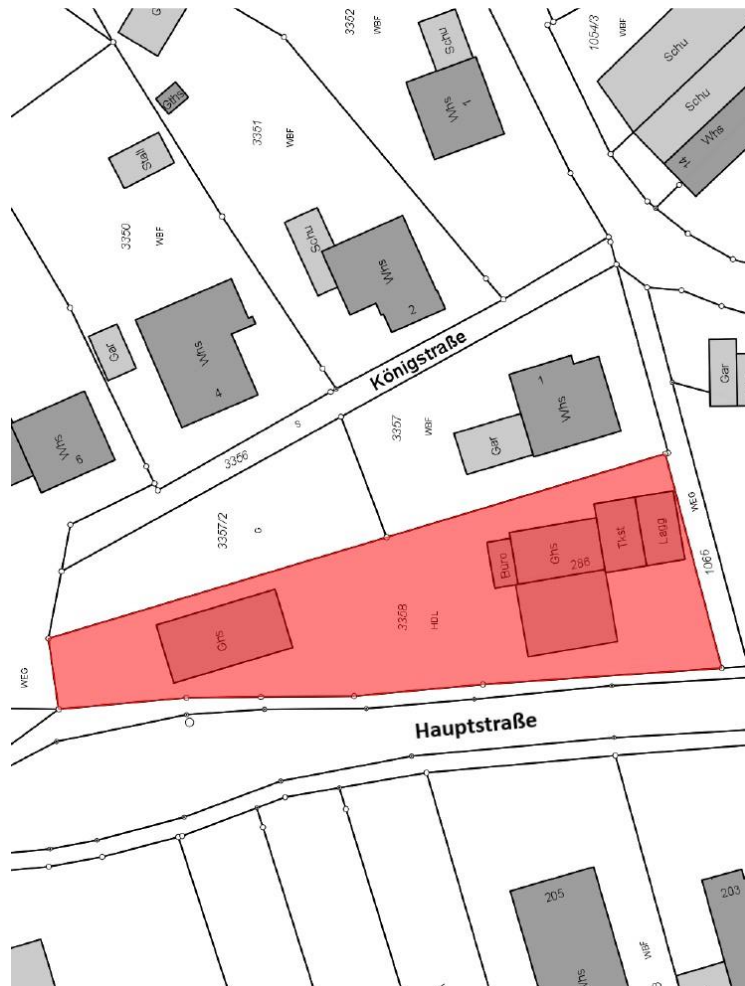 3352
WBF
Schu
Whs
1
1054/3
WBF
Schu
Schu
Whs
14
Gths
Stall
3351
WBF
3350
WBF
Schu
Whs
2
Gar
Whs
4
Whs
6
Königstraße
3356
S
3357
WBF
1
Whs
Gar
Gar
3357/2
G
WEG
1066
Büro
Ghs
286
Tkst
Lagg
Ghs
3358
HDL
WEG
Hauptstraße
205
Whs
WBF
203